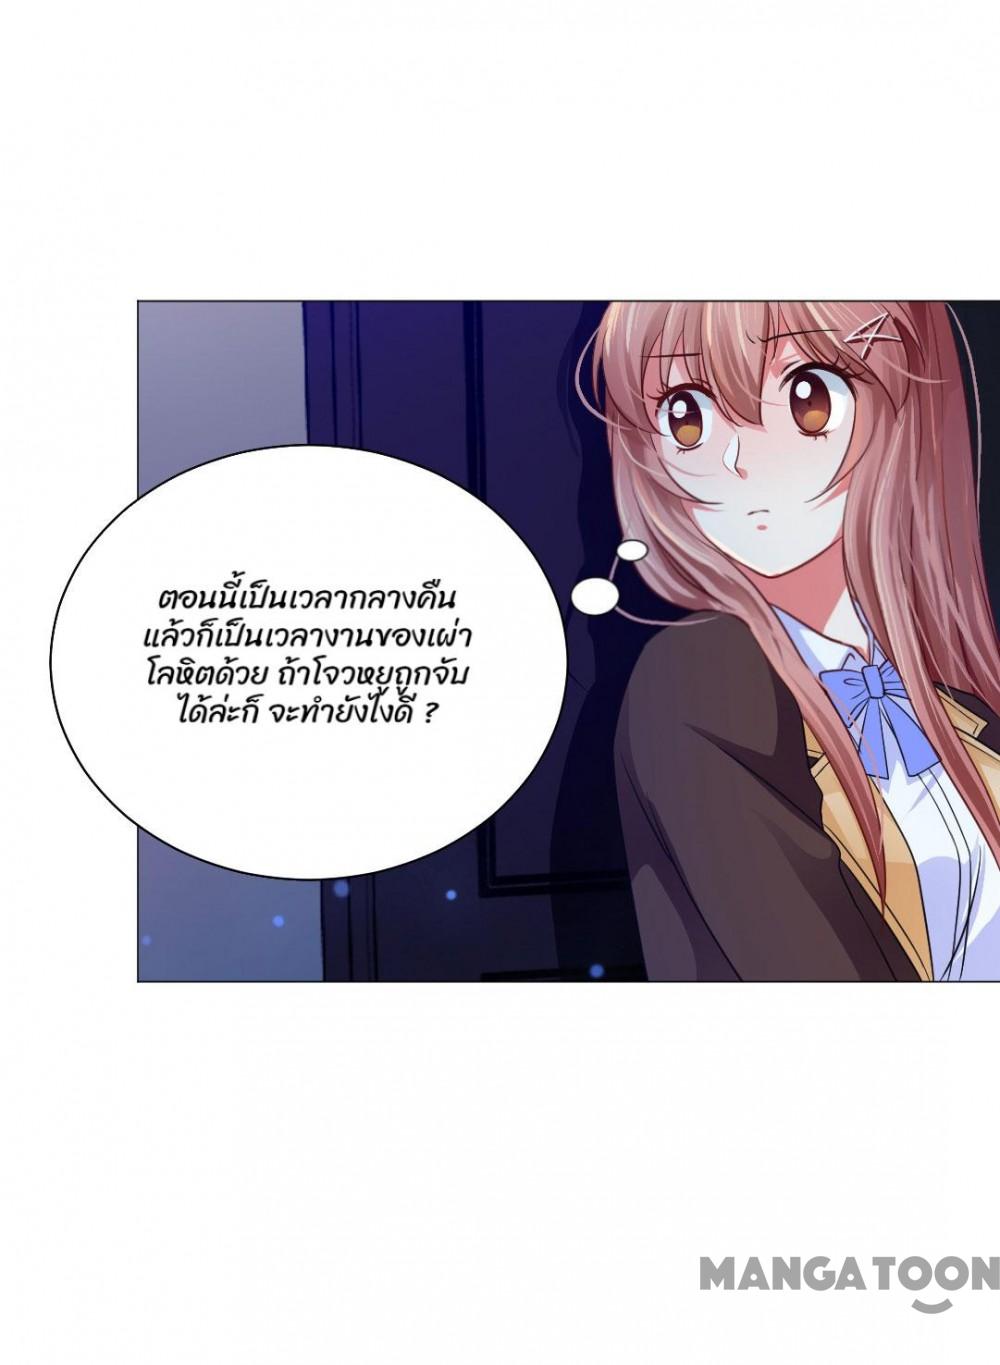 ตอนนี้เป็นเวลากลางคืน
แล้วก็เป็นเวลางานของเผ่า
โลหิตด้วย ถ้าโจวหยูถูกจับ
ได้ล่ะก็ จะทำยังไงดี ?
MANGATOON